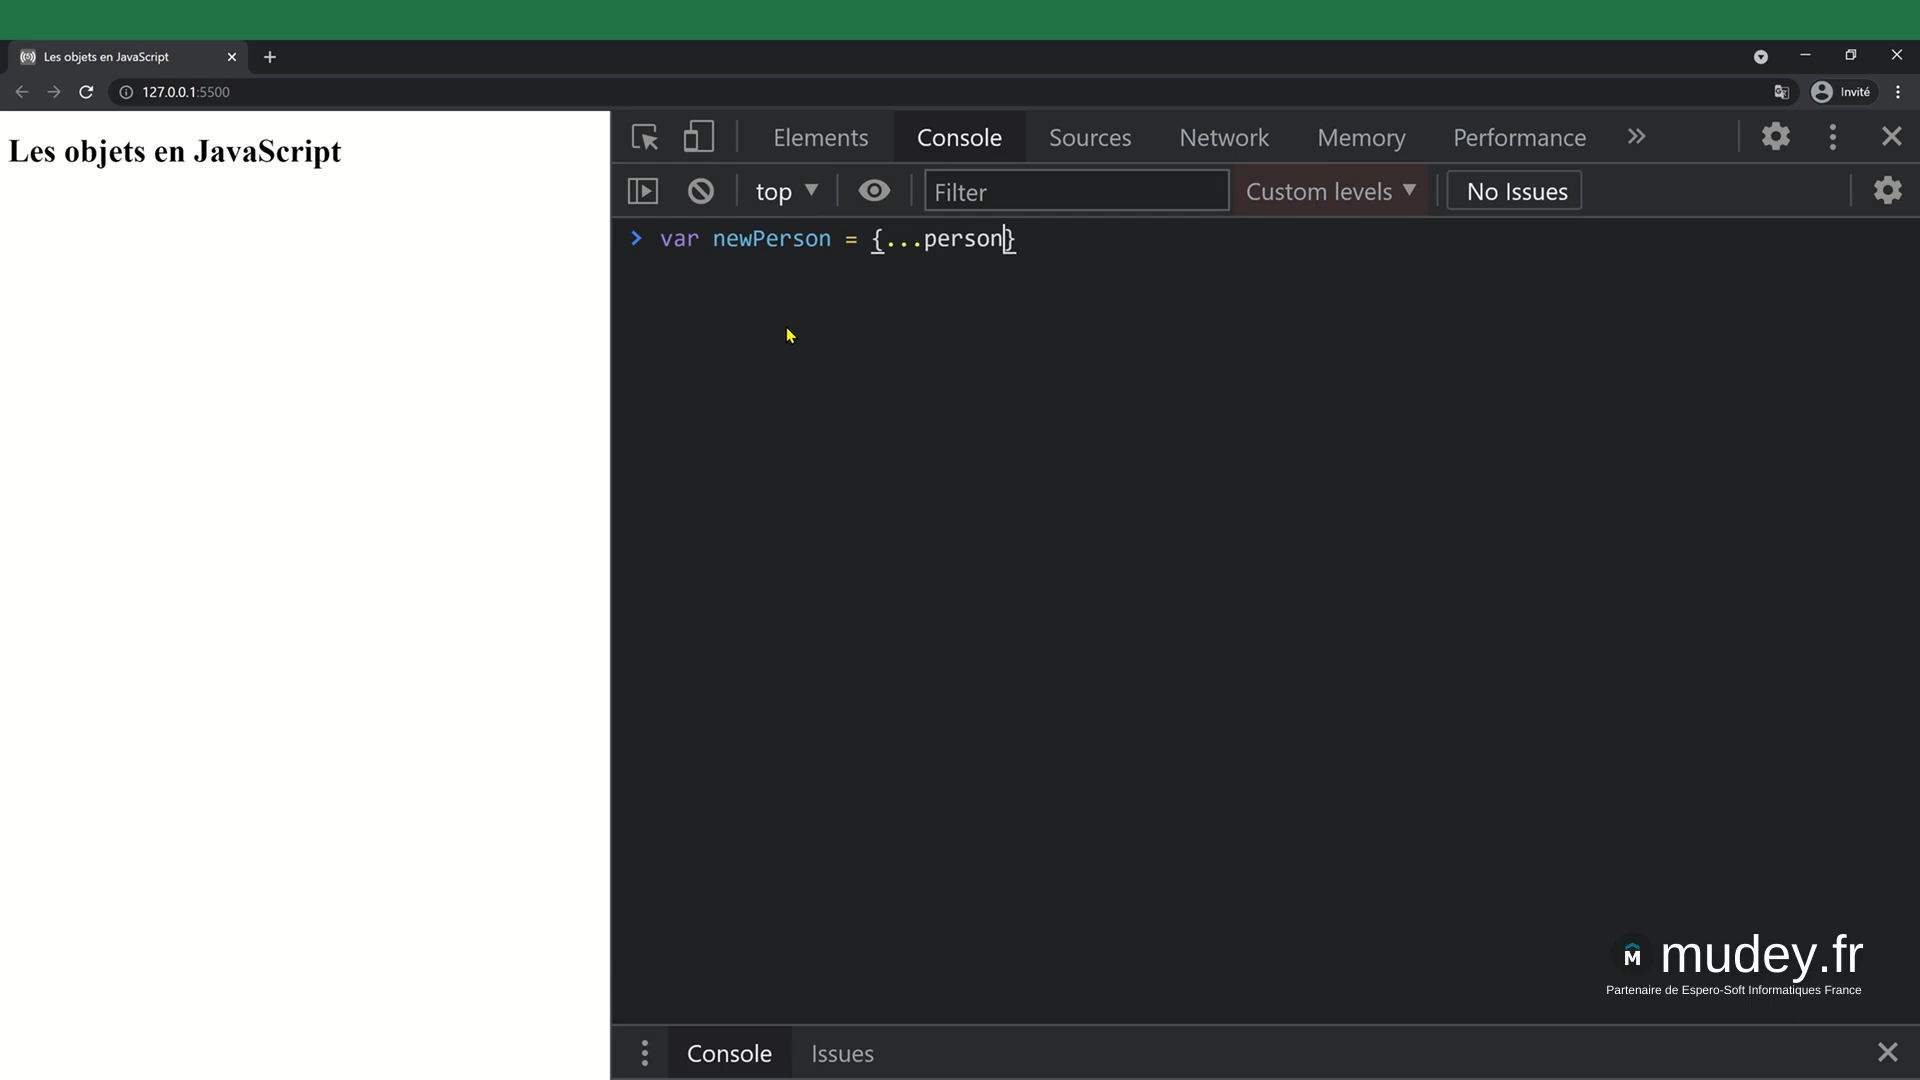 Les objets en JavaScript
127.0.0.1:5500
Invité
Les objets en JavaScript
Elements Console Sources Network Memory Performance
top Filter Custom levels No Issues
var newPerson = {...person}
M mudey.fr
Partenaire de Espero-Soft Informatiques France
Console Issues